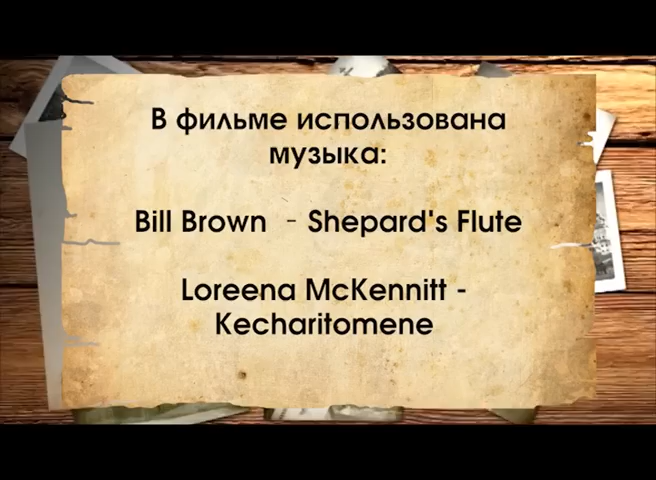 В фильме использована
музыка:
Bill Brown - Shepard's Flute
Loreena McKennitt -
Kecharitomene